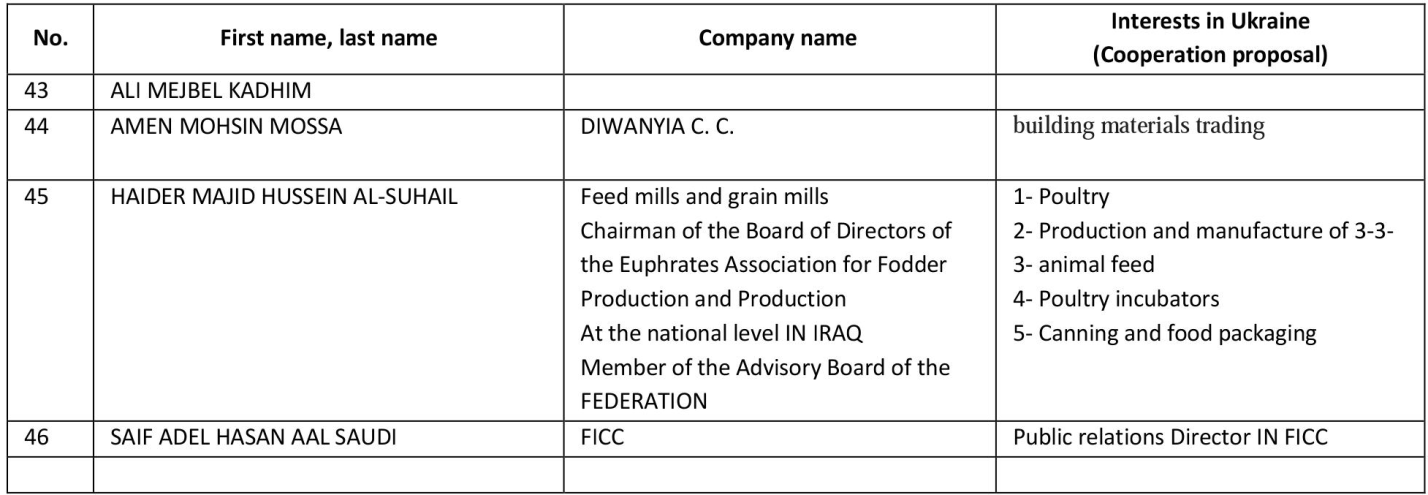 No. First name, last name Company name Interests in Ukraine
(Cooperation proposal)
43 ALI MEJBEL KADHIM
44 AMEN MOHSIN MOSSA DIWANYIA C. C. building materials trading
45 HAIDER MAJID HUSSEIN AL-SUHAIL Feed mills and grain mills 1- Poultry
Chairman of the Board of Directors of 2- Production and manufacture of 3-3-
the Euphrates Association for Fodder 3- animal feed
Production and Production 4- Poultry incubators
At the national level IN IRAQ 5- Canning and food packaging
Member of the Advisory Board of the
FEDERATION
46 SAIF ADEL HASAN AAL SAUDI FICC Public relations Director IN FICC